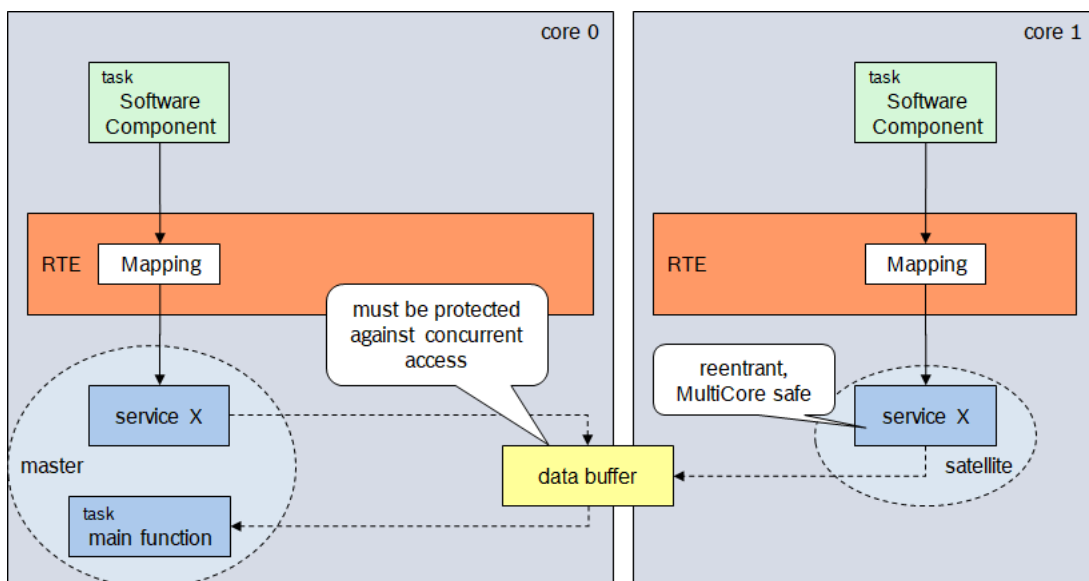 core 0
core 1
task
Software
Component
task
Software
Component
RTE
Mapping
RTE
Mapping
must be protected
against concurrent
access
reentrant,
MultiCore safe
service X
service X
master
satellite
data buffer
task
main function